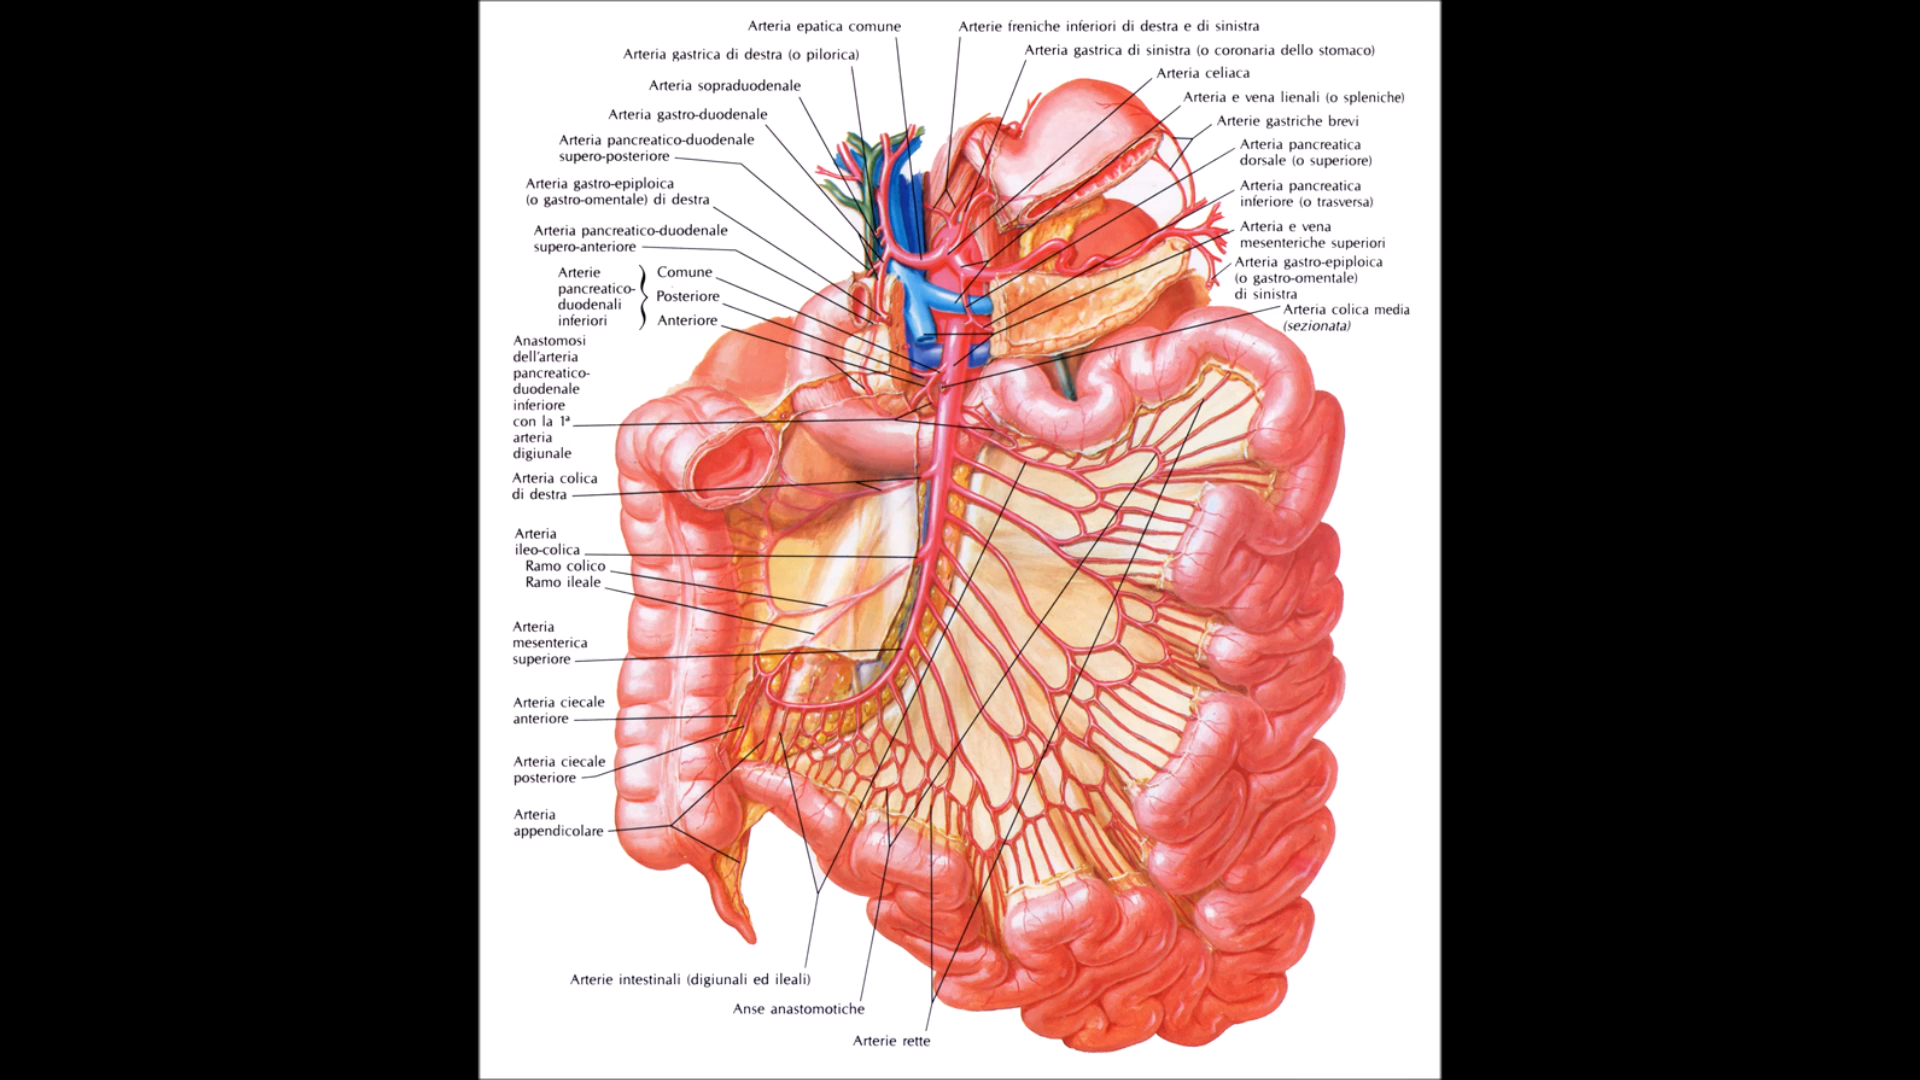 Arteria epatica comune
Arteria gastrica di destra (o pilorica)
Arteria sopraduodenale
Arteria gastro-duodenale
Arteria pancreatico-duodenale
supero-posteriore
Arteria gastro-epiploica
(o gastro-omentale) di destra
Arteria pancreatico-duodenale
supero-anteriore
Arterie
pancreatico-
duodenali
inferiori
Comune
Posteriore
Anteriore
Anastomosi
dell'arteria
pancreatico-
duodenale
inferiore
con la 1ª
arteria
digiunale
Arteria colica
di destra
Arteria
ileo-colica
Ramo colico
Ramo ileale
Arteria
mesenterica
superiore
Arteria ciecale
anteriore
Arteria ciecale
posteriore
Arteria
appendicolare
Arterie freniche inferiori di destra e di sinistra
Arteria gastrica di sinistra (o coronaria dello stomaco)
Arteria celiaca
Arteria e vena lienali (o spleniche)
Arterie gastriche brevi
Arteria pancreatica
dorsale (o superiore)
Arteria pancreatica
inferiore (o trasversa)
Arteria e vena
mesenteriche superiori
Arteria gastro-epiploica
(o gastro-omentale)
di sinistra
Arteria colica media
(sezionata)
Arterie intestinali (digiunali ed ileali)
Anse anastomotiche
Arterie rette